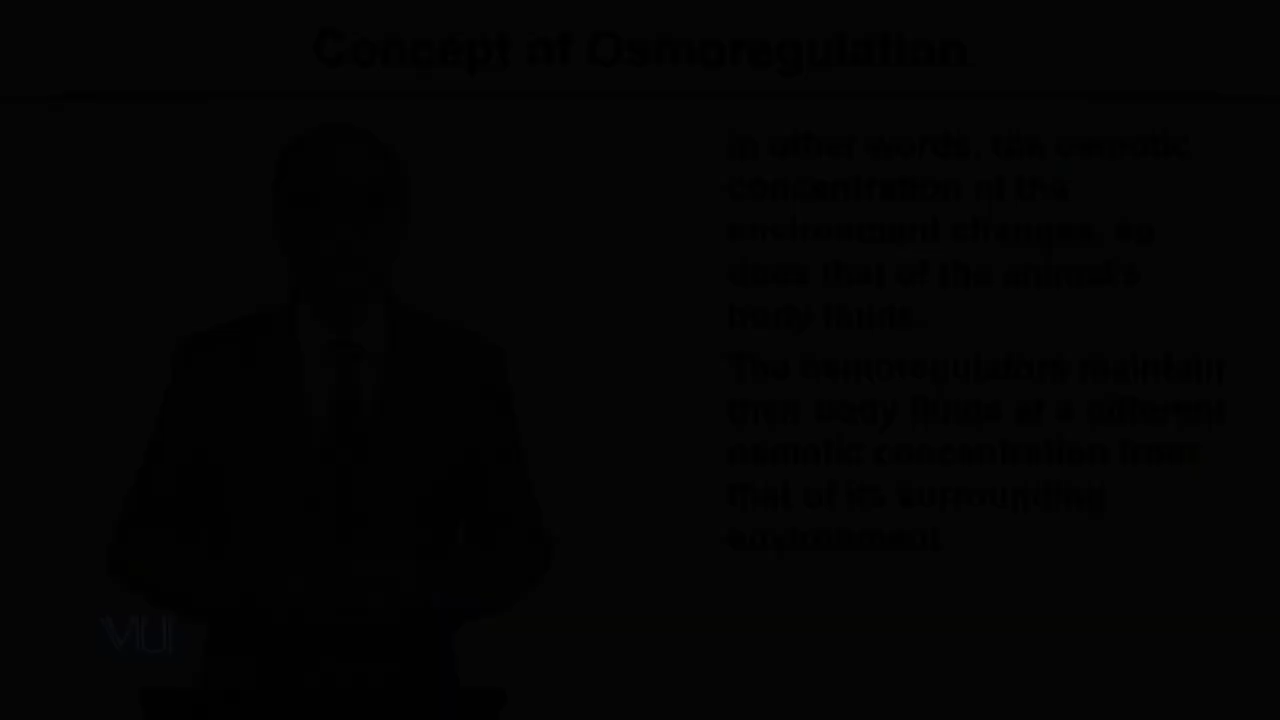 Concept of Osmoregulation
In other words, the osmotic
concentration of the
environment changes, so
does that of the animal's
body fluids.
The osmoregulators maintain
their body fluids at a different
osmotic concentration from
that of its surrounding
environment
VU